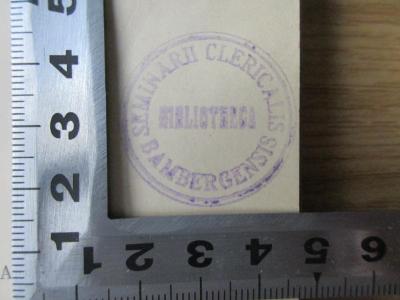 SEMINARII CLERICALIS
BIBLIOTHECA
BAMBERGENSIS
5
4
3
2
1
1
2
3
4
5
6
A